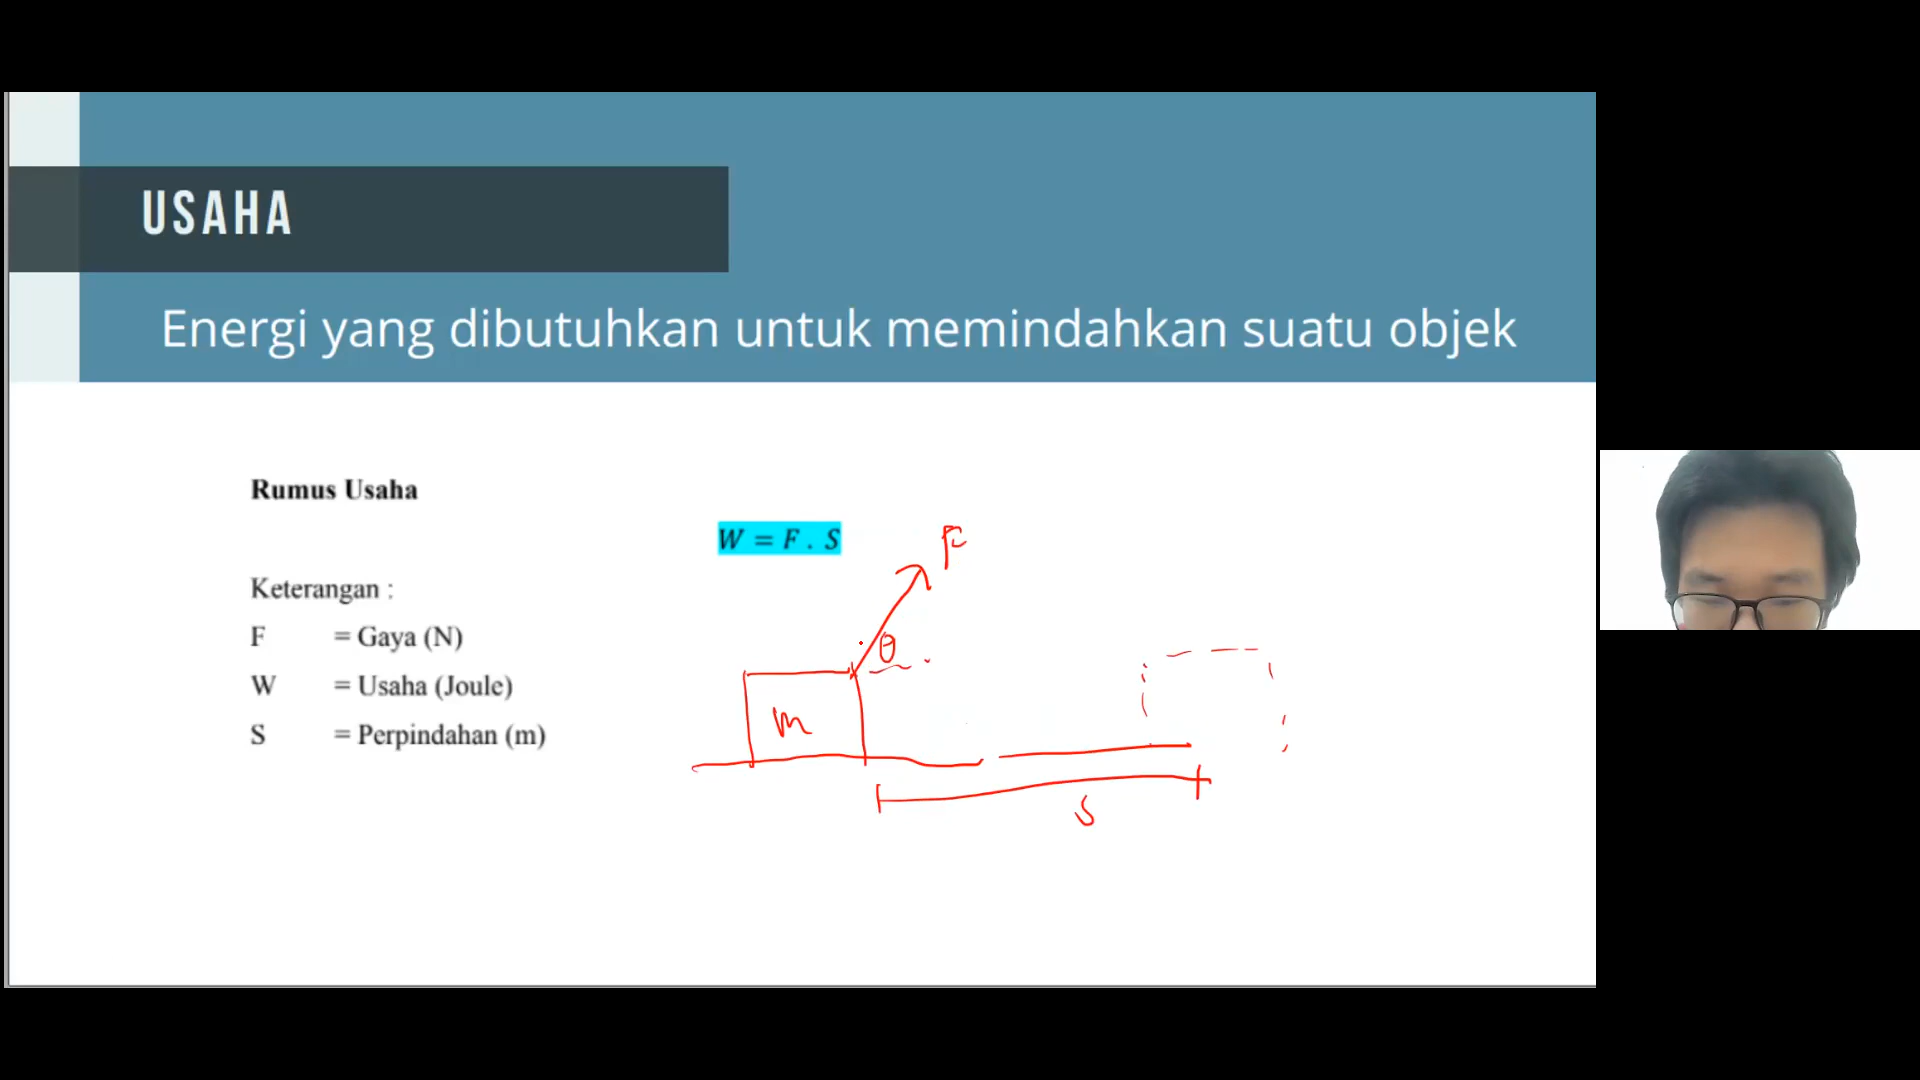 USAHA
Energi yang dibutuhkan untuk memindahkan suatu objek
Rumus Usaha
W = F . S
F
Keterangan :
F = Gaya (N)
θ
W = Usaha (Joule)
m
S = Perpindahan (m)
S